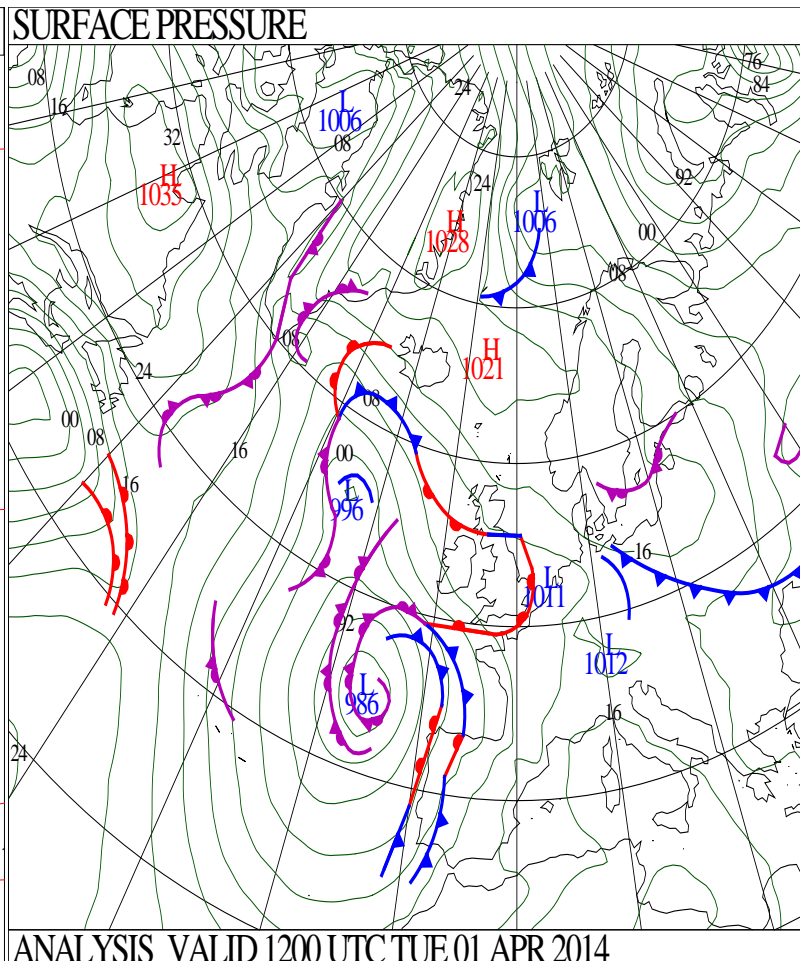 SURFACE PRESSURE
76
08
84
24
16
L
1006
32
08
H
1035
24
92
L
1006
H
1028
00
08
08
H
1021
24
08
00
16
08
00
16
L
996
16
L
1011
92
L
1012
L
986
16
24
ANALYSIS VALID 1200 UTC TUE 01 APR 2014